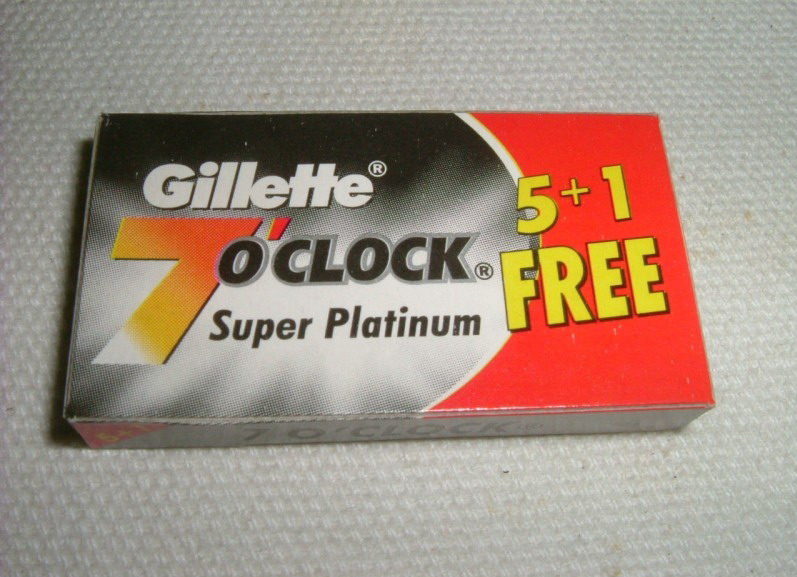 Gillette®
7 O'CLOCK®
Super Platinum
5+1
FREE
7 O'CLOCK®